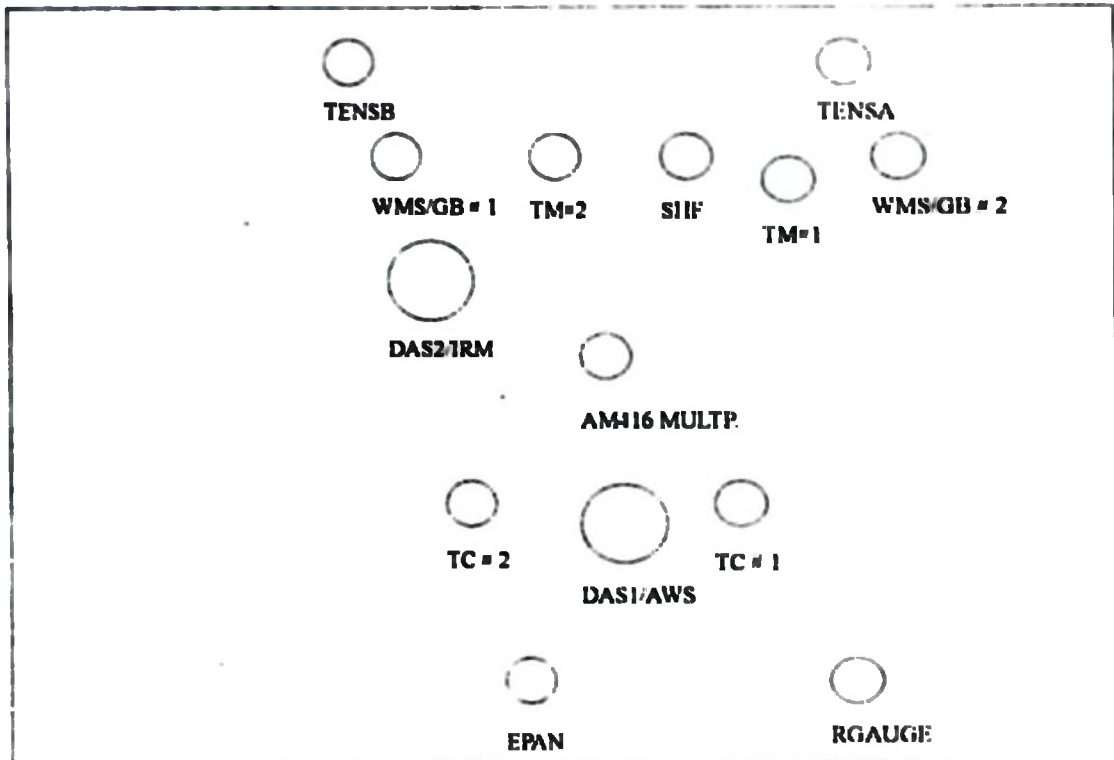 TENSB
TENSA
WMS/GB # 1
TM#2
SHF
TM#1
WMS/GB # 2
DAS2/IRM
AM416 MULTP.
TC # 2
TC # 1
DAS1/AWS
EPAN
RGAUGE